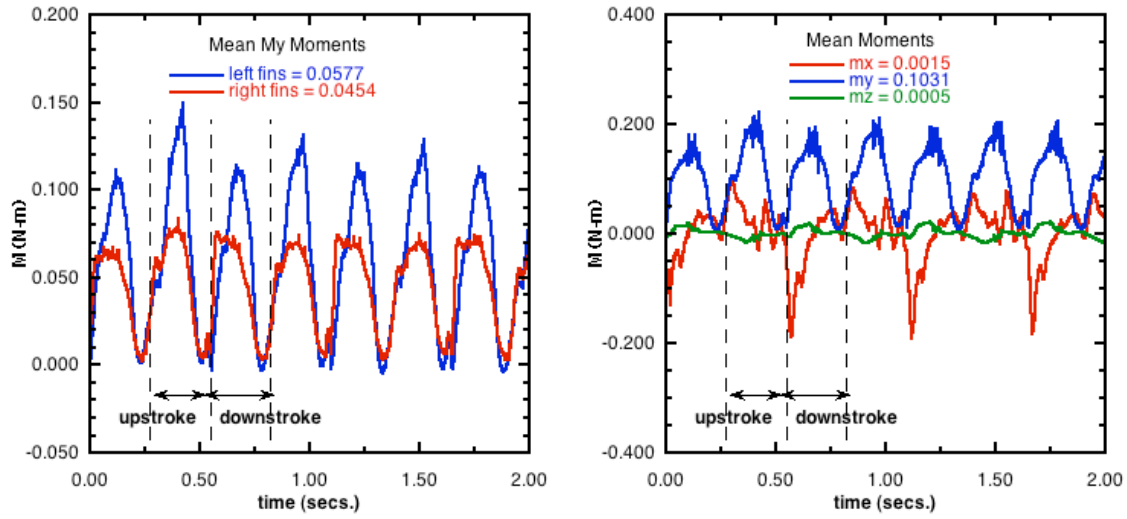 Mean My Moments
left fins = 0.0577
right fins = 0.0454
0.200
0.150
0.100
0.050
0.000
-0.050
M (N-m)
upstroke
downstroke
0.00
0.50
1.00
1.50
2.00
time (secs.)
Mean Moments
mx = 0.0015
my = 0.1031
mz = 0.0005
0.400
0.200
0.000
-0.200
-0.400
M (N-m)
upstroke
downstroke
0.00
0.50
1.00
1.50
2.00
time (secs.)